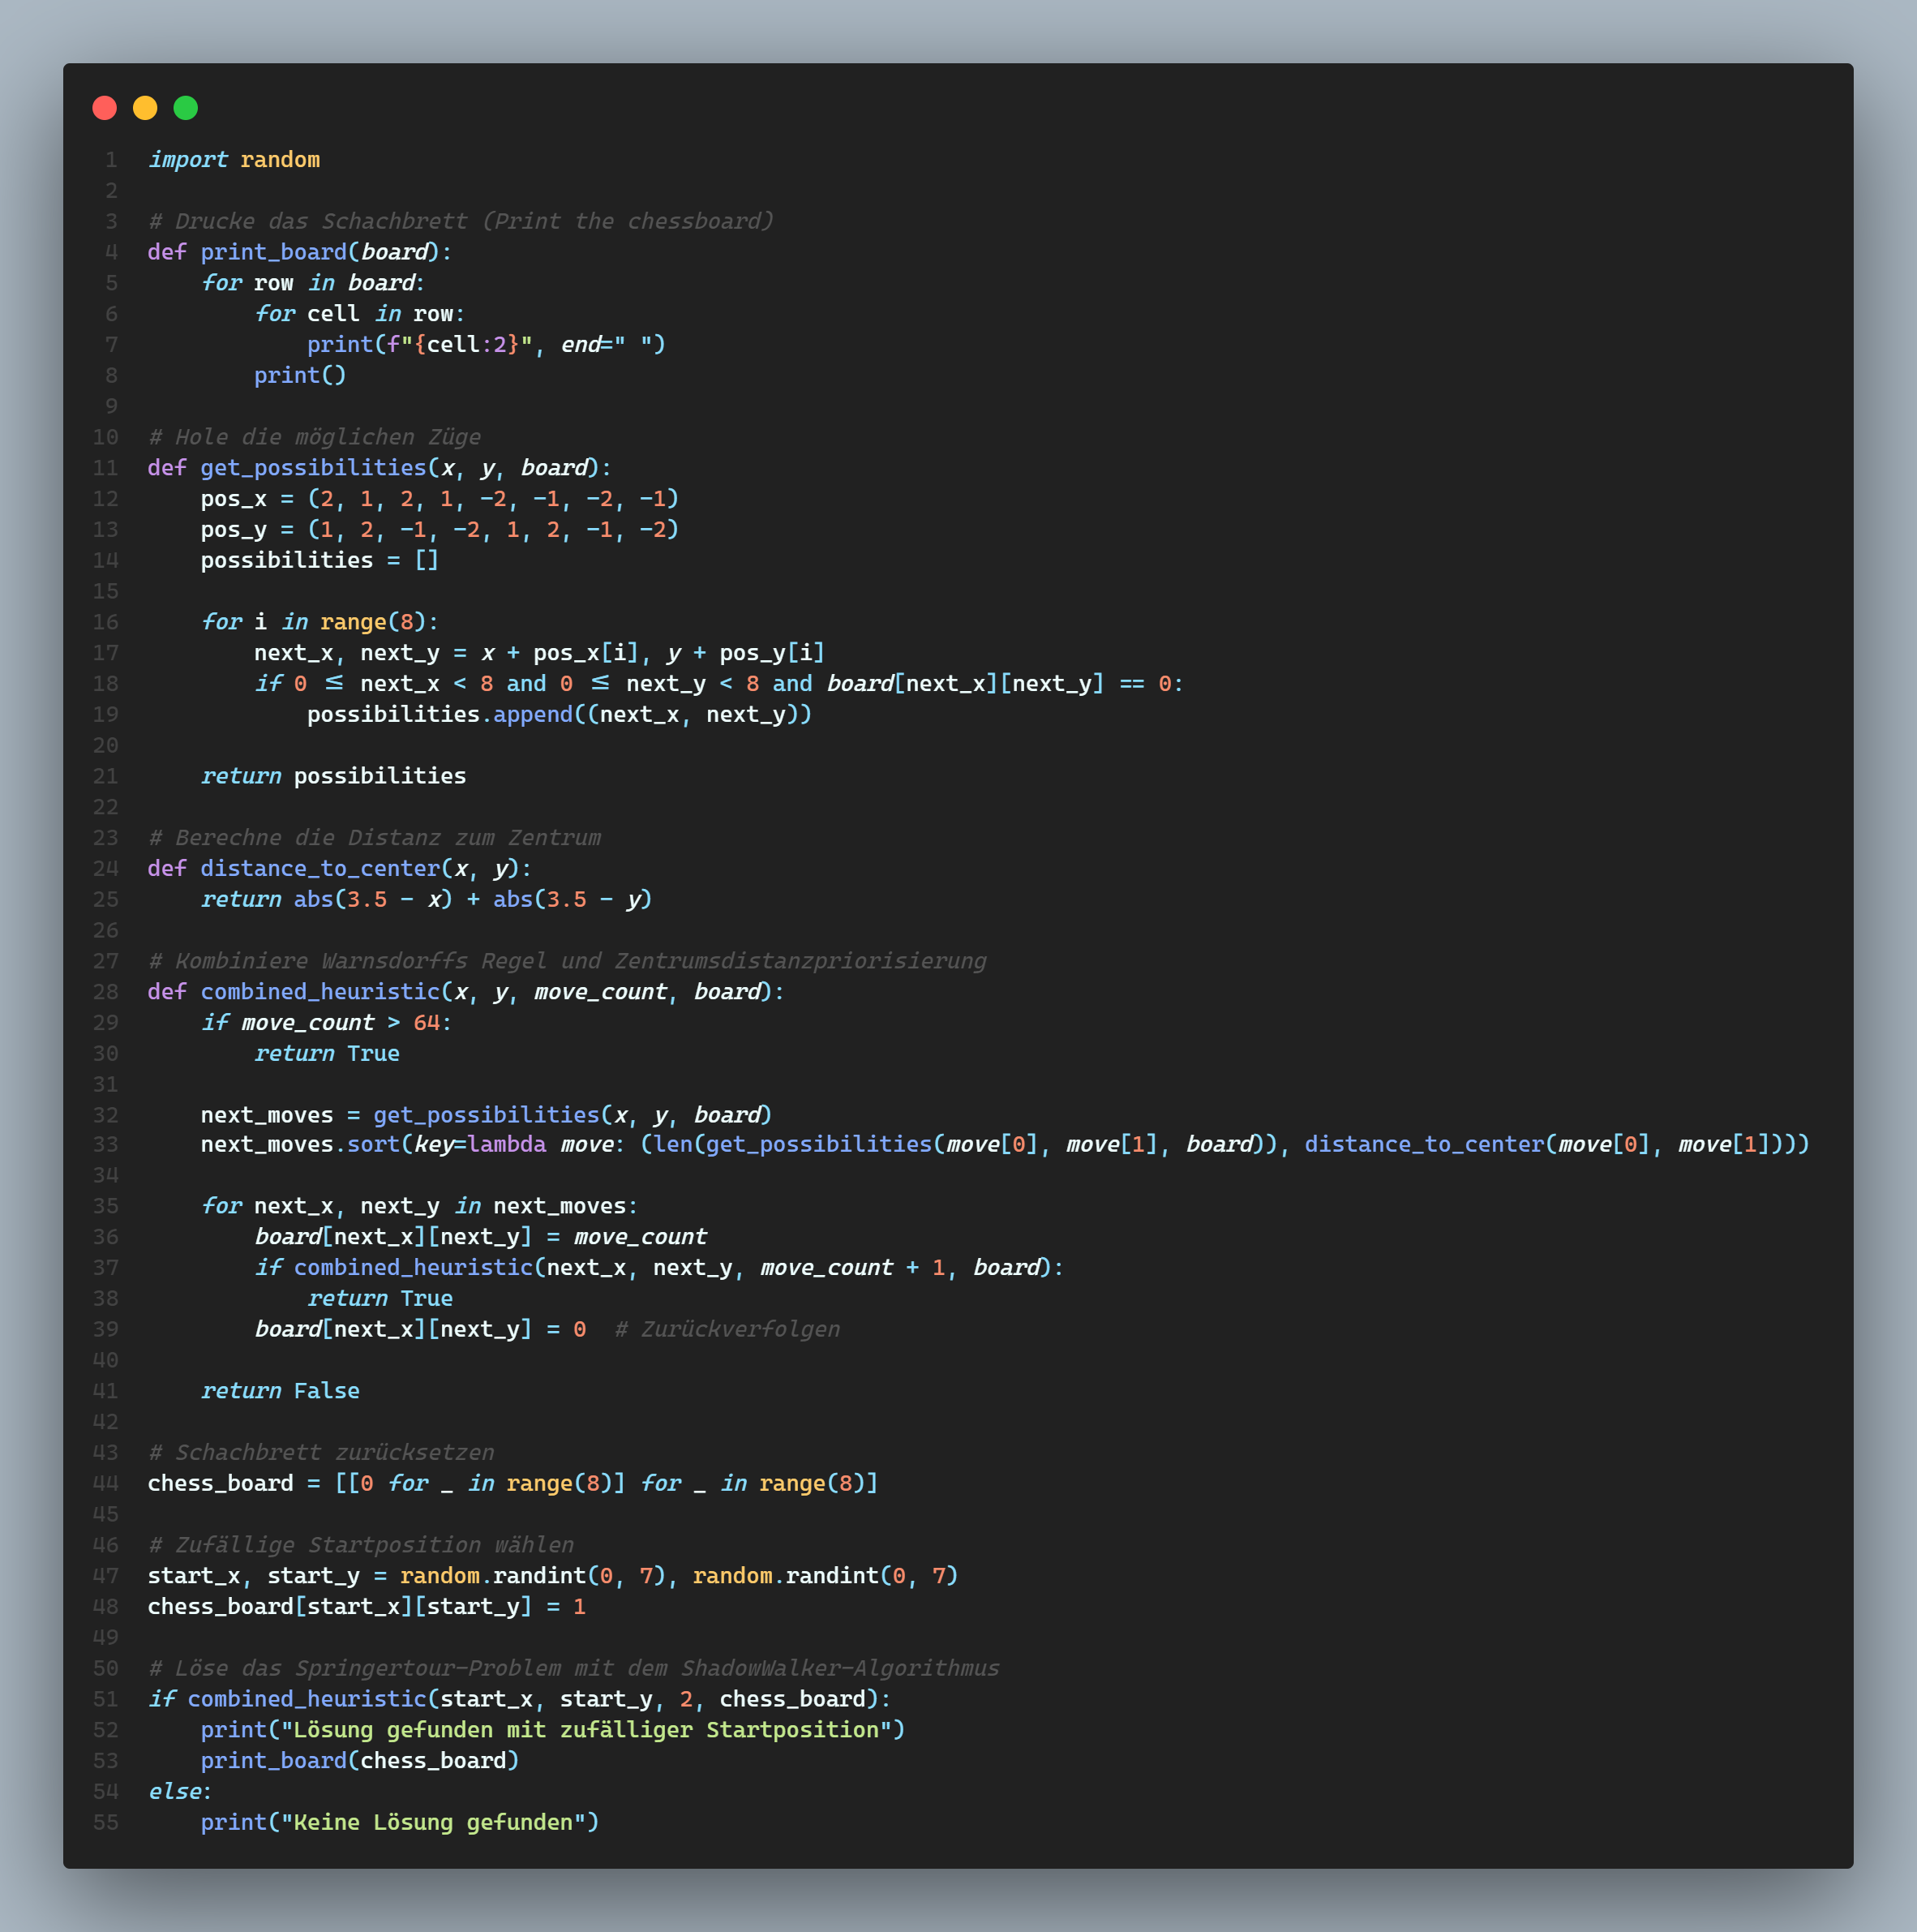 1 import random
2
3 # Drucke das Schachbrett (Print the chessboard)
4 def print_board(board):
5     for row in board:
6         for cell in row:
7             print(f"{cell:2}", end=" ")
8         print()
9
10 # Hole die möglichen Züge
11 def get_possibilities(x, y, board):
12     pos_x = (2, 1, 2, 1, -2, -1, -2, -1)
13     pos_y = (1, 2, -1, -2, 1, 2, -1, -2)
14     possibilities = []
15
16     for i in range(8):
17         next_x, next_y = x + pos_x[i], y + pos_y[i]
18         if 0 ≤ next_x < 8 and 0 ≤ next_y < 8 and board[next_x][next_y] == 0:
19             possibilities.append((next_x, next_y))
20
21     return possibilities
22
23 # Berechne die Distanz zum Zentrum
24 def distance_to_center(x, y):
25     return abs(3.5 - x) + abs(3.5 - y)
26
27 # Kombiniere Warnsdorffs Regel und Zentrumsdistanzpriorisierung
28 def combined_heuristic(x, y, move_count, board):
29     if move_count > 64:
30         return True
31
32     next_moves = get_possibilities(x, y, board)
33     next_moves.sort(key=lambda move: (len(get_possibilities(move[0], move[1], board)), distance_to_center(move[0], move[1])))
34
35     for next_x, next_y in next_moves:
36         board[next_x][next_y] = move_count
37         if combined_heuristic(next_x, next_y, move_count + 1, board):
38             return True
39         board[next_x][next_y] = 0  # Zurückverfolgen
40
41     return False
42
43 # Schachbrett zurücksetzen
44 chess_board = [[0 for _ in range(8)] for _ in range(8)]
45
46 # Zufällige Startposition wählen
47 start_x, start_y = random.randint(0, 7), random.randint(0, 7)
48 chess_board[start_x][start_y] = 1
49
50 # Löse das Springertour-Problem mit dem ShadowWalker-Algorithmus
51 if combined_heuristic(start_x, start_y, 2, chess_board):
52     print("Lösung gefunden mit zufälliger Startposition")
53     print_board(chess_board)
54 else:
55     print("Keine Lösung gefunden")